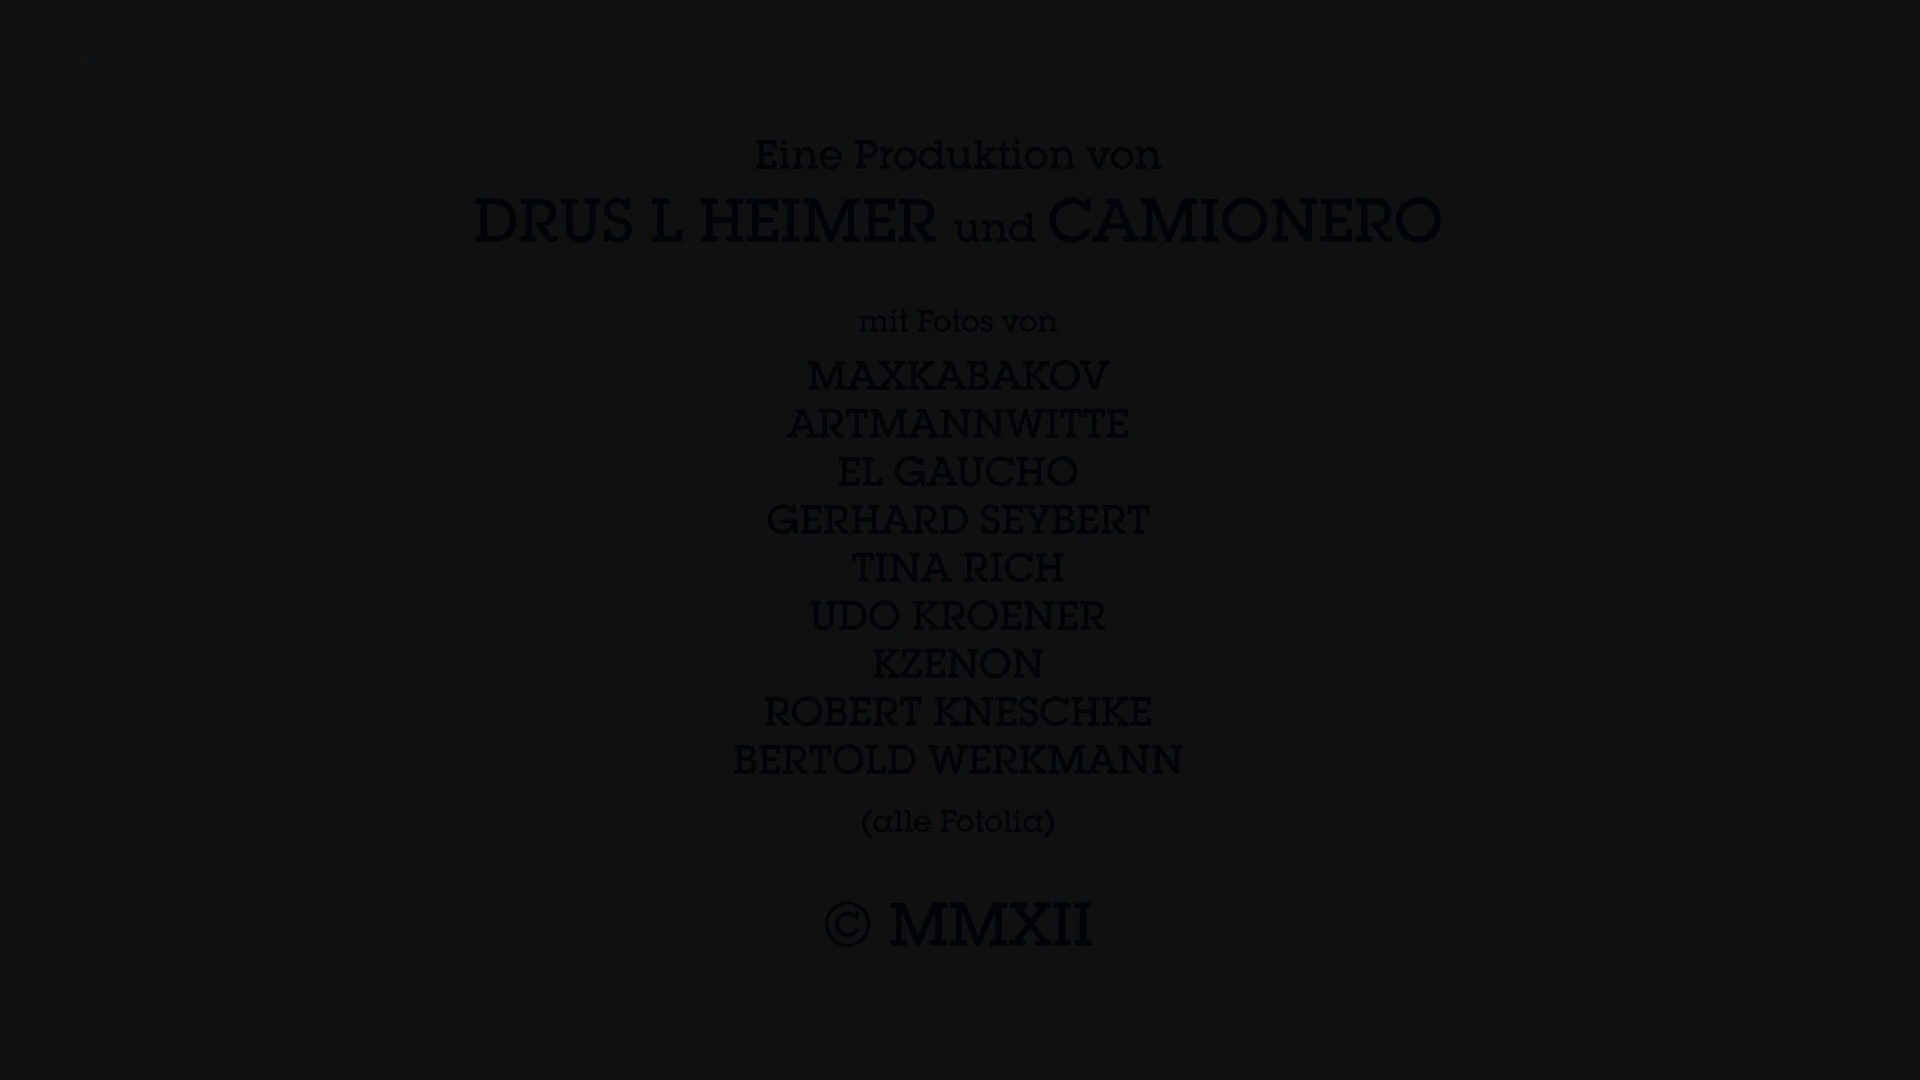 Eine Produktion von
DRUS L HEIMER und CAMIONERO
mit Fotos von
MAXKABAKOV
ARTMANNWITTE
EL GAUCHO
GERHARD SEYBERT
TINA RICH
UDO KROENER
KZENON
ROBERT KNESCHKE
BERTOLD WERKMANN
(alle Fotolia)
© MMXII